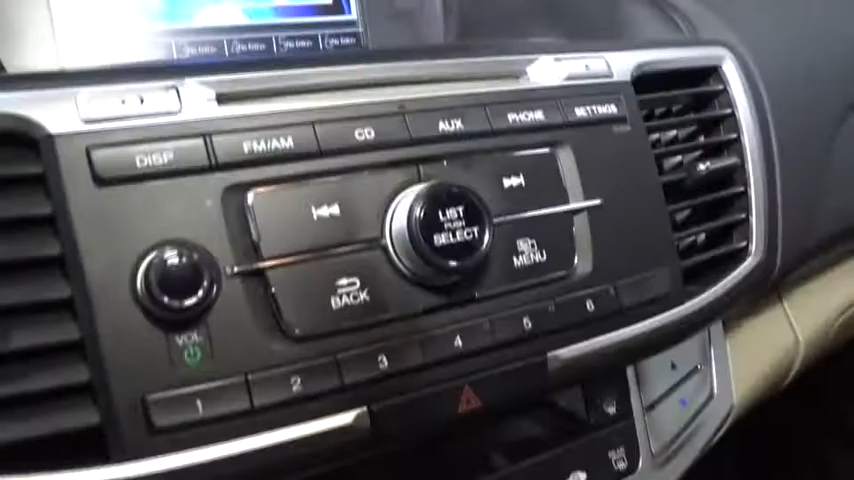 DISP FM/AM CD AUX PHONE SETTINGS
LIST
PUSH
SELECT
BACK
MENU
VOL
1 2 3 4 5 6
REAR